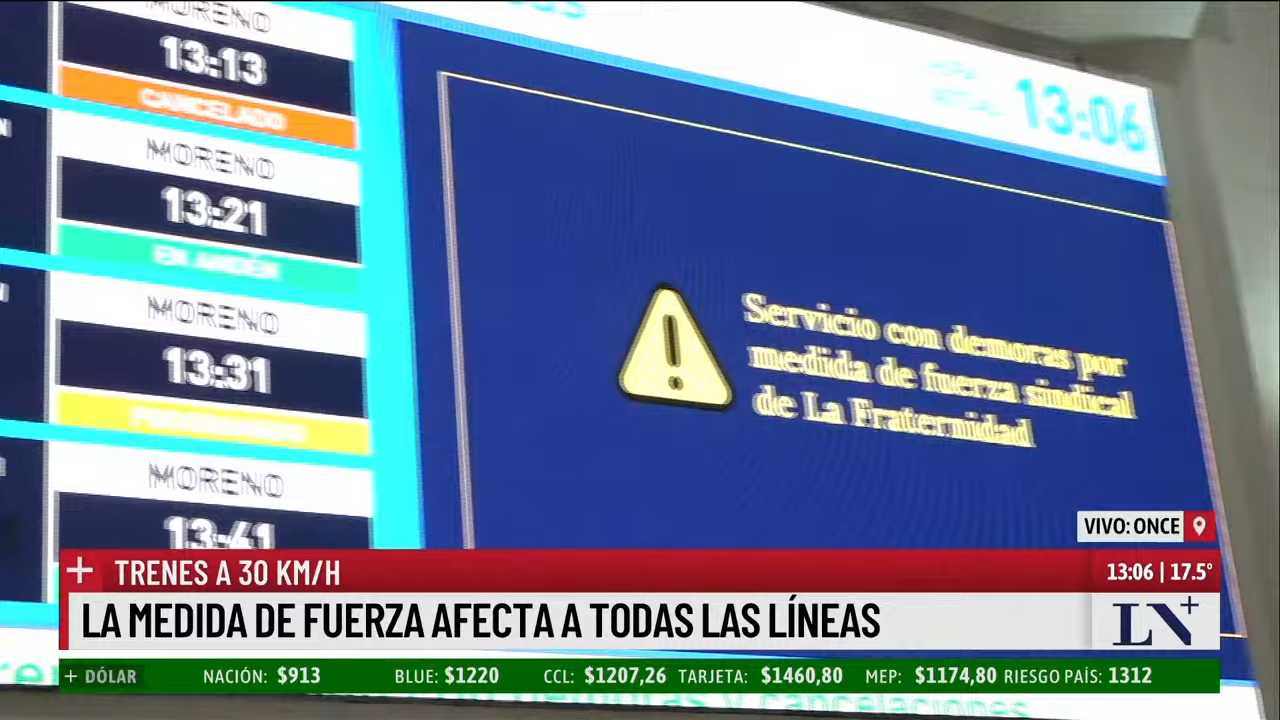 MORENO
13:13
CANCELADO
MORENO
13:21
EN ANDÉN
MORENO
13:31
PROGRAMADO
MORENO
13:41
13:06
Servicio con demoras por
medida de fuerza sindical
de La Fraternidad
VIVO: ONCE
+ TRENES A 30 KM/H
13:06 | 17.5°
LA MEDIDA DE FUERZA AFECTA A TODAS LAS LÍNEAS
LN+
+ DÓLAR NACIÓN: $913 BLUE: $1220 CCL: $1207,26 TARJETA: $1460,80 MEP: $1174,80 RIESGO PAÍS: 1312
demoras y cancelaciones